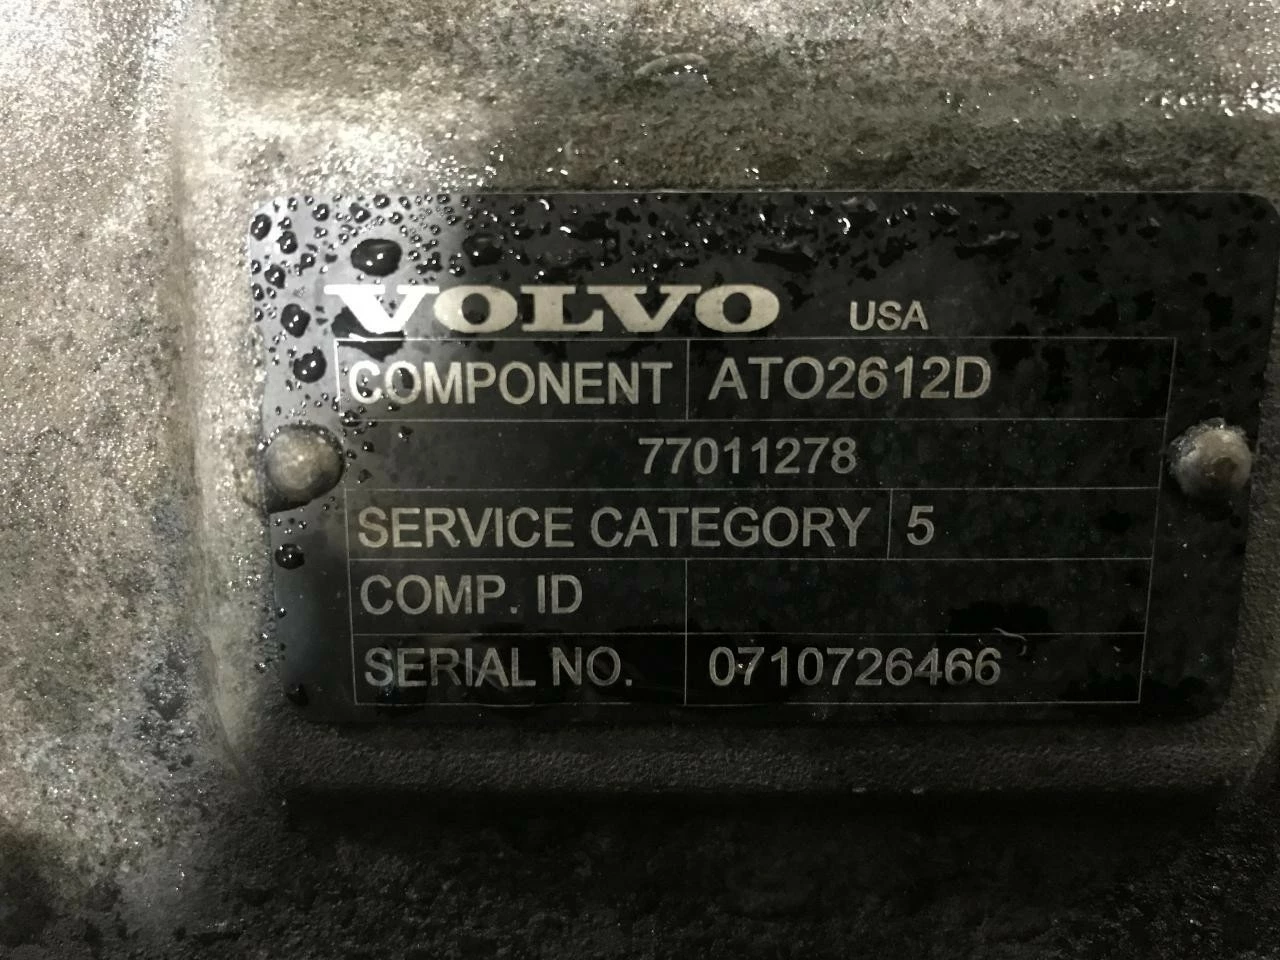 VOLVO USA
COMPONENT ATO2612D
77011278
SERVICE CATEGORY 5
COMP. ID
SERIAL NO. 0710726466